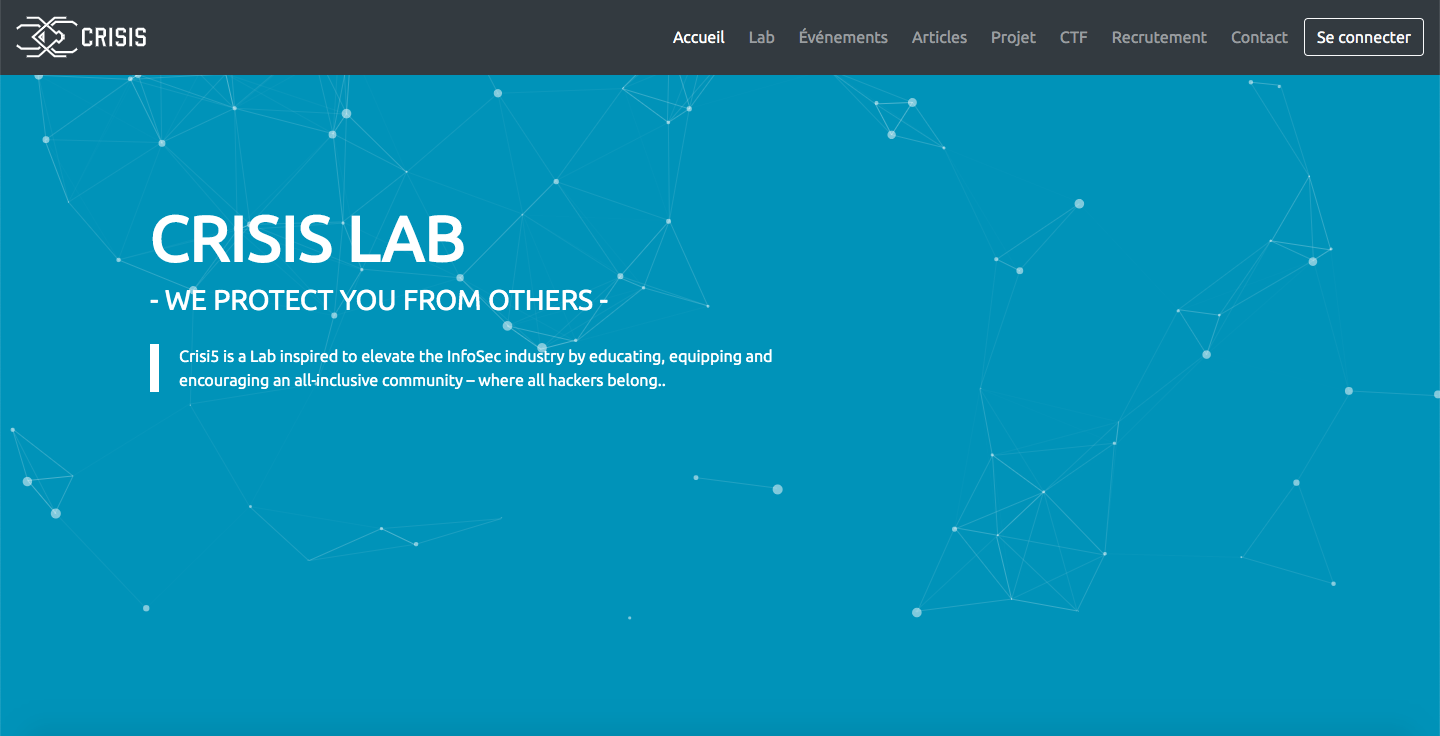 CRISIS
Accueil Lab Événements Articles Projet CTF Recrutement Contact Se connecter
CRISIS LAB
- WE PROTECT YOU FROM OTHERS -
Crisi5 is a Lab inspired to elevate the InfoSec industry by educating, equipping and
encouraging an all-inclusive community – where all hackers belong..